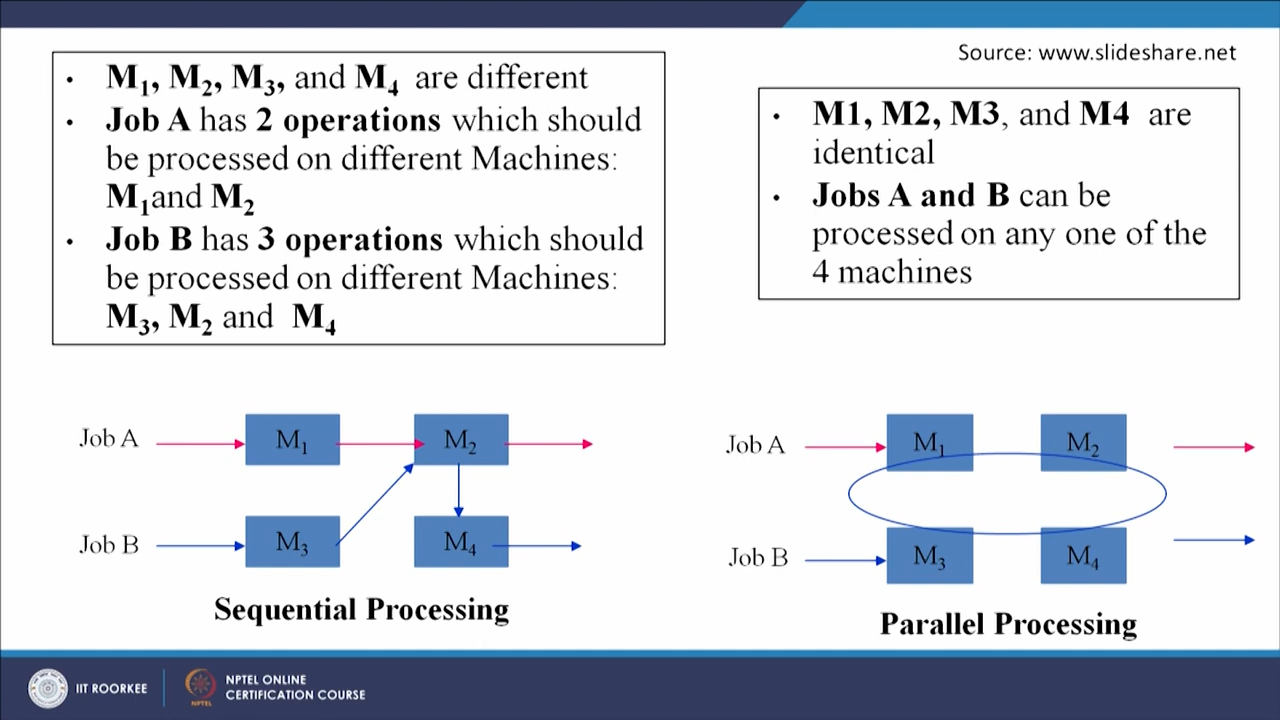 Source: www.slideshare.net
• M₁, M₂, M₃, and M₄ are different
• Job A has 2 operations which should
be processed on different Machines:
M₁and M₂
• Job B has 3 operations which should
be processed on different Machines:
M₃, M₂ and M₄
• M1, M2, M3, and M4 are
identical
• Jobs A and B can be
processed on any one of the
4 machines
Job A
M₁
M₂
Job B
M₃
M₄
Sequential Processing
Job A
M₁
M₂
Job B
M₃
M₄
Parallel Processing
IIT ROORKEE
NPTEL
NPTEL ONLINE
CERTIFICATION COURSE